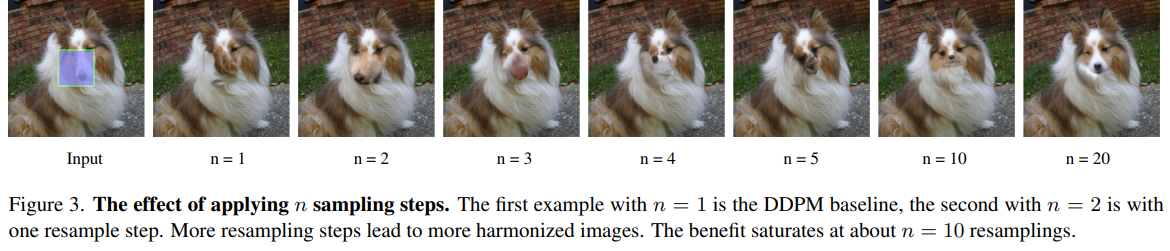 Input n = 1 n = 2 n = 3 n = 4 n = 5 n = 10 n = 20
Figure 3. The effect of applying n sampling steps. The first example with n = 1 is the DDPM baseline, the second with n = 2 is with
one resample step. More resampling steps lead to more harmonized images. The benefit saturates at about n = 10 resamplings.